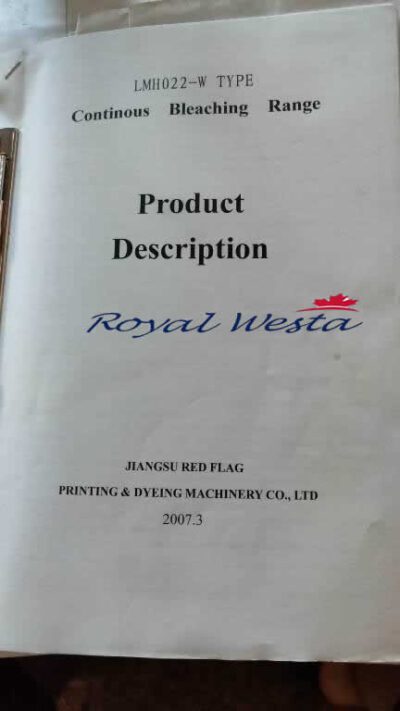 LMH022-W TYPE
Continous Bleaching Range
Product
Description
Royal Westa
JIANGSU RED FLAG
PRINTING & DYEING MACHINERY CO., LTD
2007.3